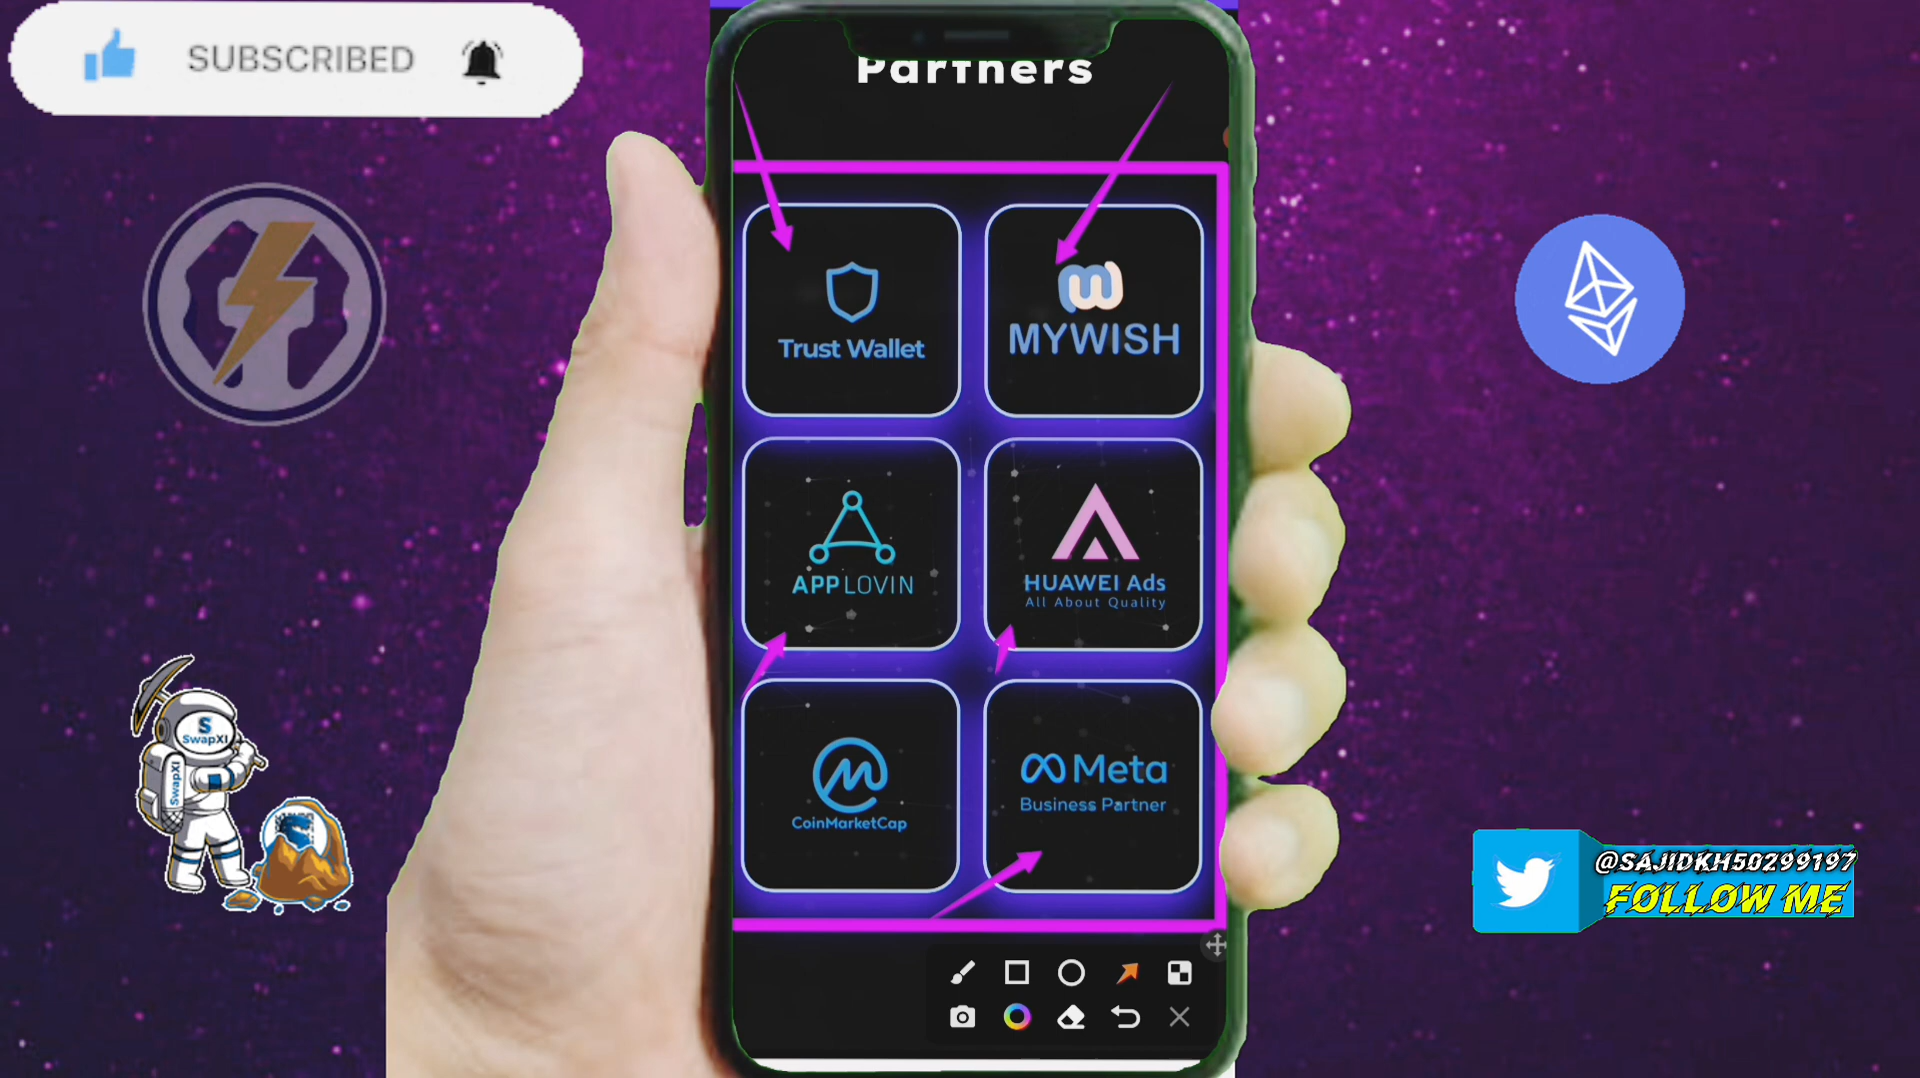 SUBSCRIBED
Partners
Trust Wallet
MYWISH
APPLOVIN
HUAWEI Ads
All About Quality
CoinMarketCap
Meta
Business Partner
S
SwapXI
SwapXI
@SAJIDKH50299197
FOLLOW ME